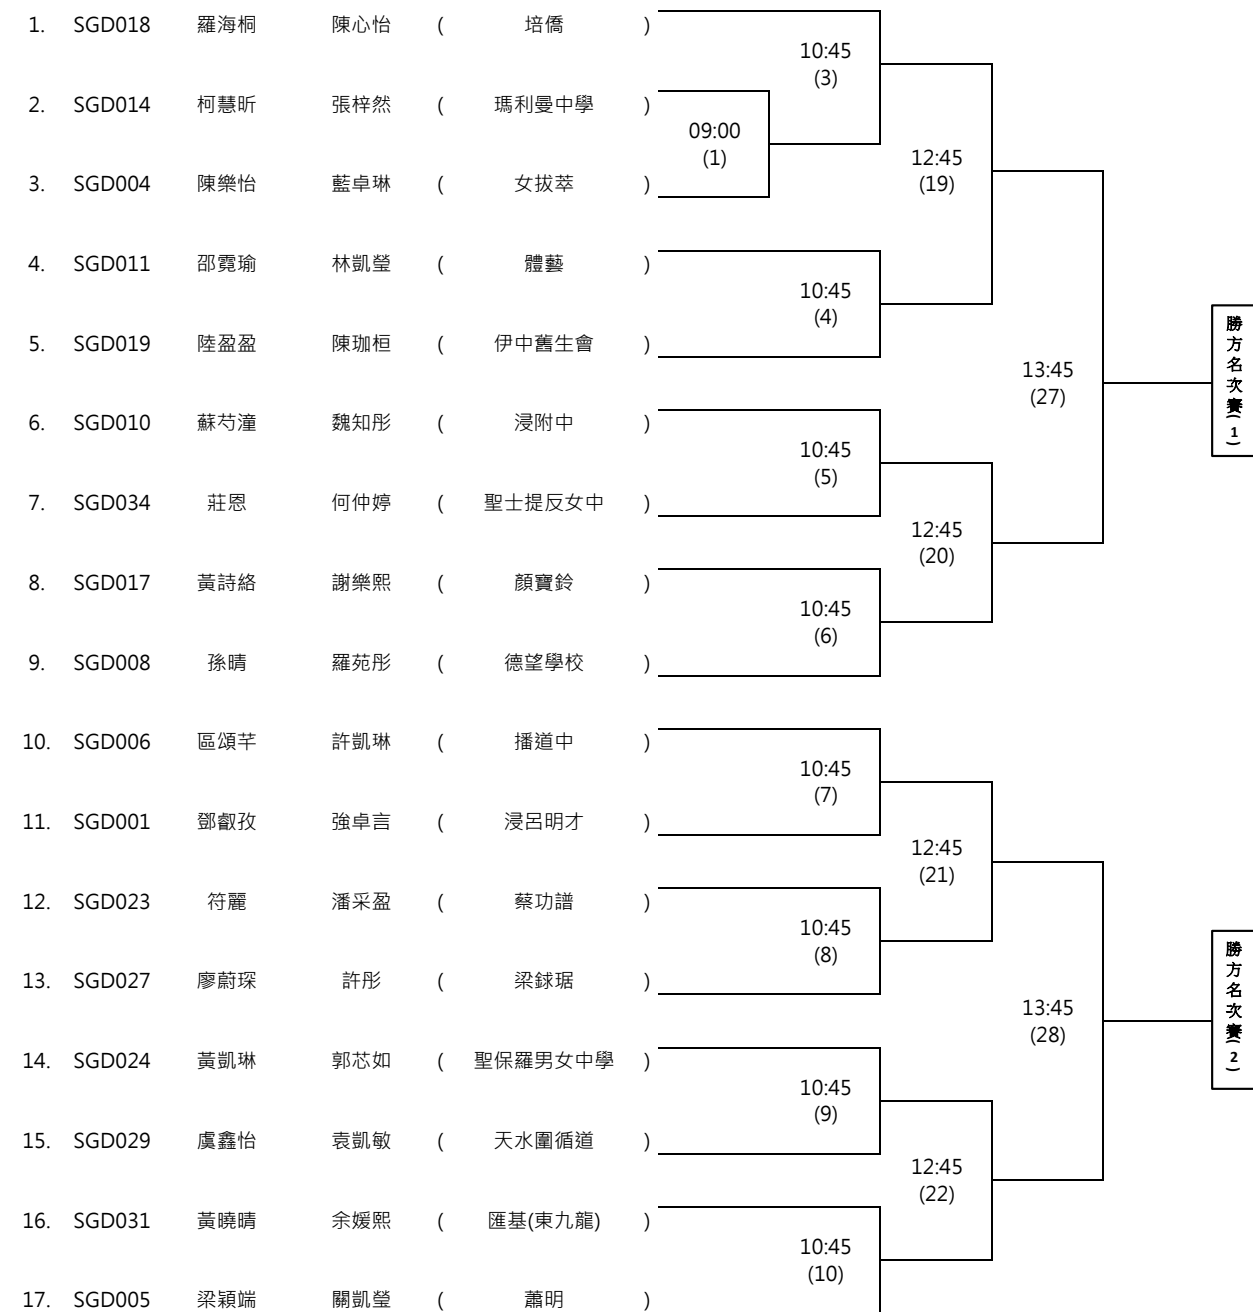 1. SGD018 羅海桐 陳心怡 ( 培僑 )
10:45
(3)
2. SGD014 柯慧昕 張梓然 ( 瑪利曼中學 )
09:00
(1)
12:45
(19)
3. SGD004 陳樂怡 藍卓琳 ( 女拔萃 )
4. SGD011 邵霓瑜 林凱瑩 ( 體藝 )
10:45
(4)
5. SGD019 陸盈盈 陳珈桓 ( 伊中舊生會 )
13:45
(27)
勝方名次賽(1)
6. SGD010 蘇芍潼 魏知彤 ( 浸附中 )
10:45
(5)
7. SGD034 莊恩 何仲婷 ( 聖士提反女中 )
12:45
(20)
8. SGD017 黃詩絡 謝樂熙 ( 顏寶鈴 )
10:45
(6)
9. SGD008 孫晴 羅苑彤 ( 德望學校 )
10. SGD006 區頌芊 許凱琳 ( 播道中 )
10:45
(7)
11. SGD001 鄧叡孜 強卓言 ( 浸呂明才 )
12:45
(21)
12. SGD023 符麗 潘采盈 ( 蔡功譜 )
10:45
(8)
13. SGD027 廖蔚琛 許彤 ( 梁銶琚 )
13:45
(28)
勝方名次賽(2)
14. SGD024 黃凱琳 郭芯如 ( 聖保羅男女中學 )
10:45
(9)
15. SGD029 虞鑫怡 袁凱敏 ( 天水圍循道 )
12:45
(22)
16. SGD031 黃曉晴 余媛熙 ( 匯基(東九龍) )
10:45
(10)
17. SGD005 梁穎端 關凱瑩 ( 蕭明 )